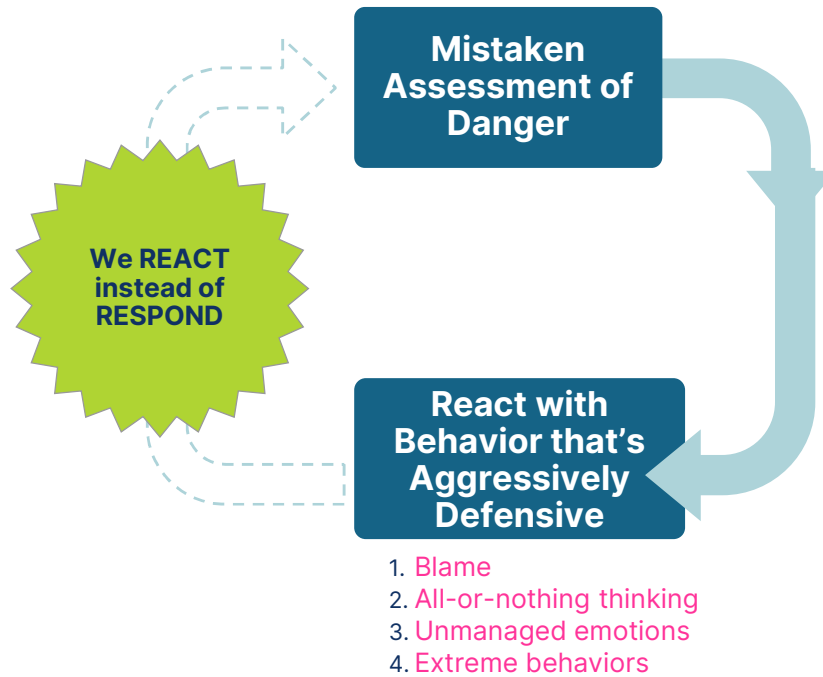 Mistaken
Assessment of
Danger
We REACT
instead of
RESPOND
React with
Behavior that’s
Aggressively
Defensive
1. Blame
2. All-or-nothing thinking
3. Unmanaged emotions
4. Extreme behaviors